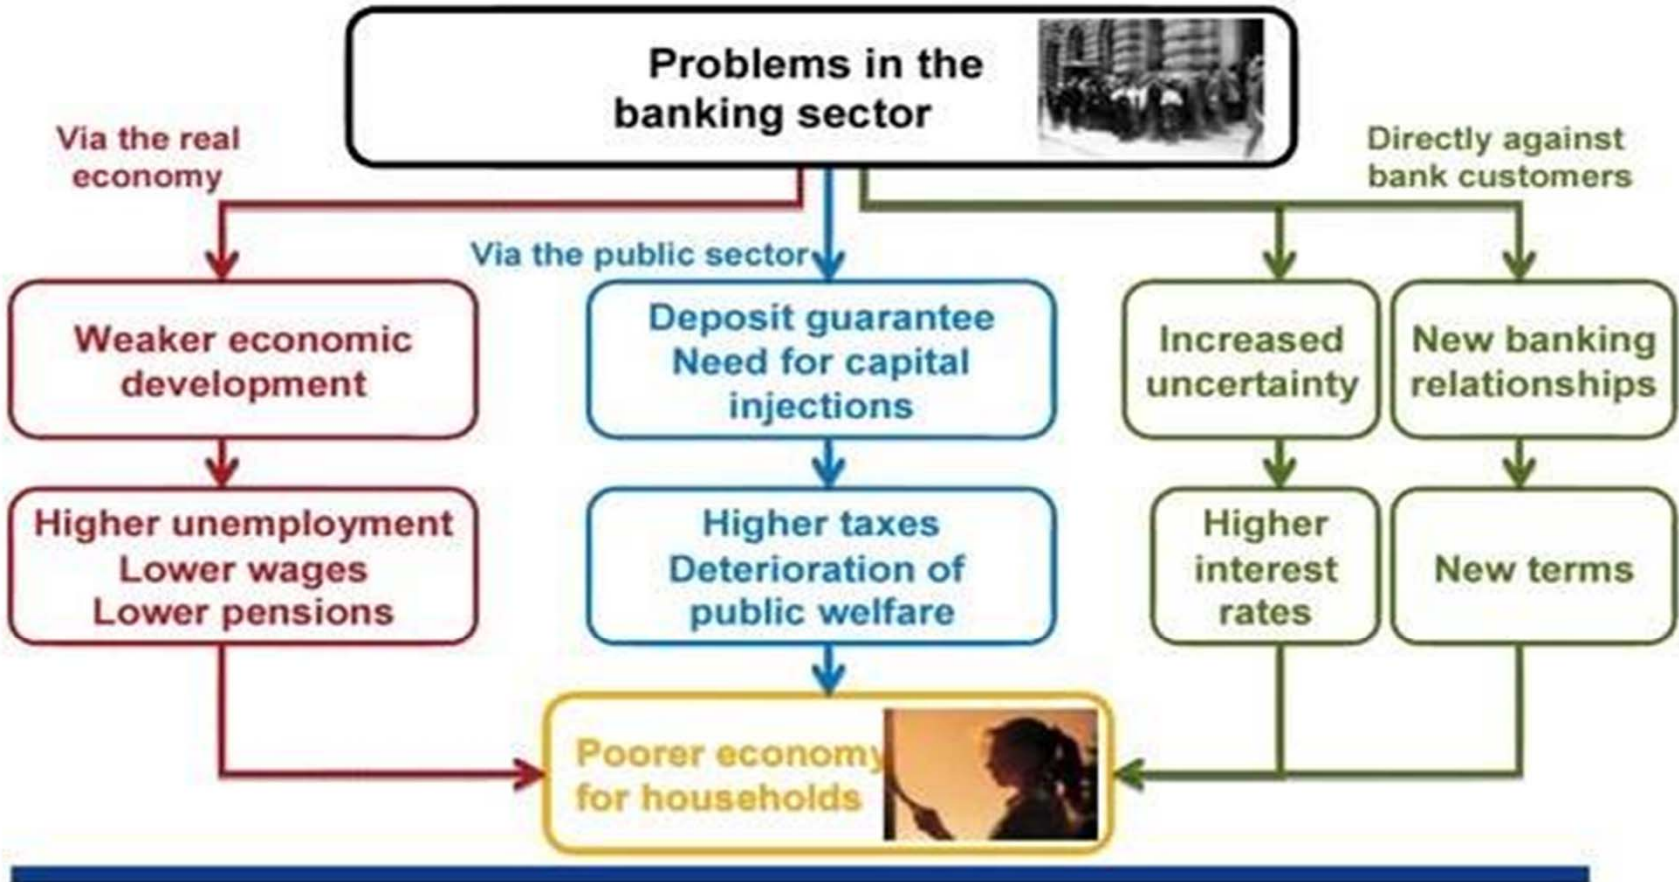 Problems in the
banking sector
Via the real
economy
Directly against
bank customers
Via the public sector
Weaker economic
development
Deposit guarantee
Need for capital
injections
Increased
uncertainty
New banking
relationships
Higher unemployment
Lower wages
Lower pensions
Higher taxes
Deterioration of
public welfare
Higher
interest
rates
New terms
Poorer economy
for households